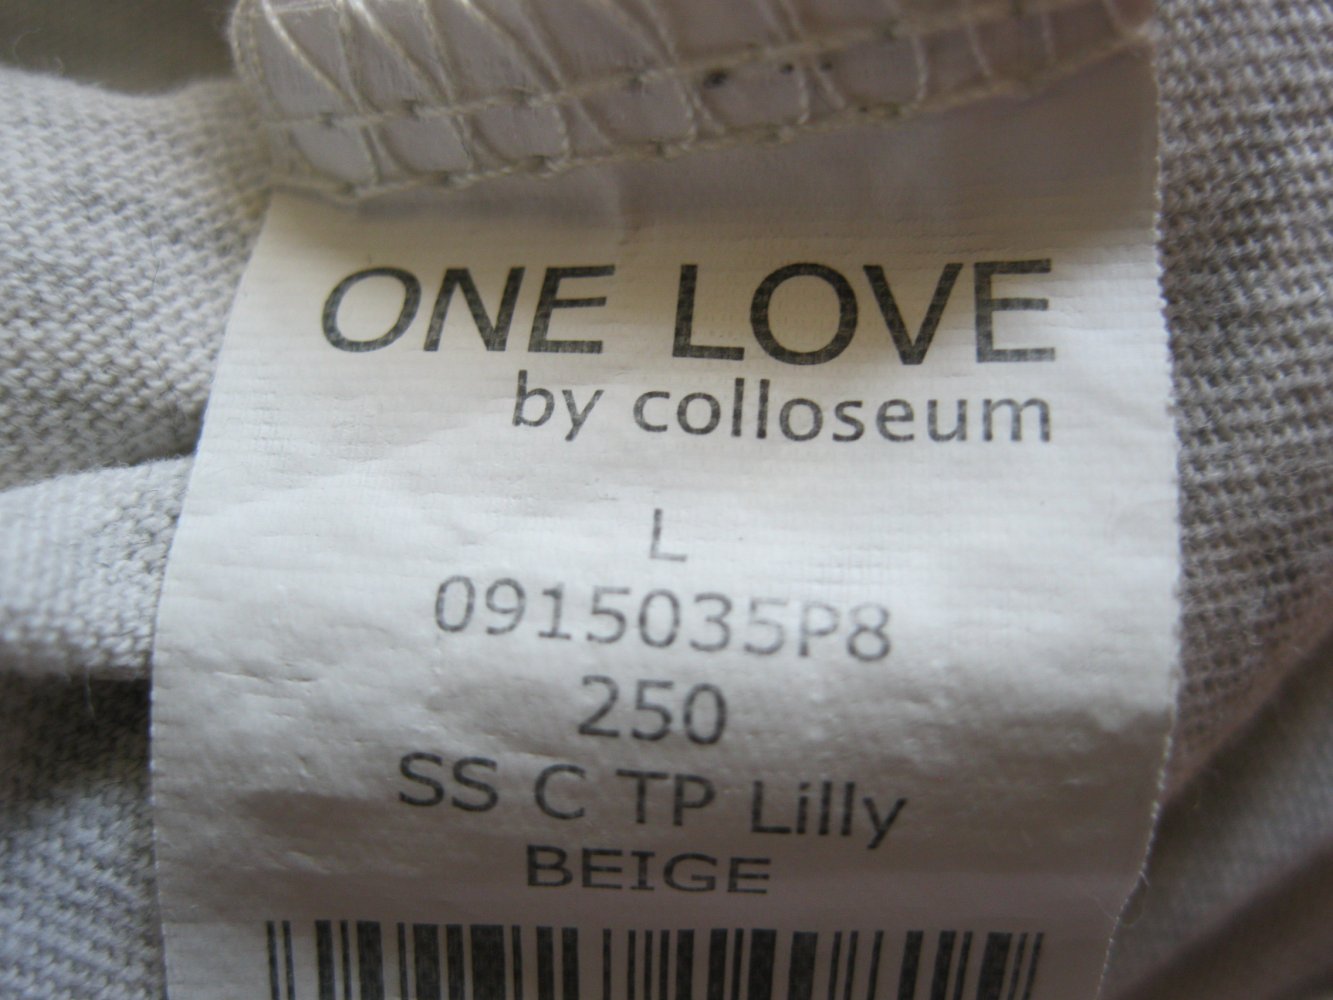 ONE LOVE
by colloseum
L
0915035P8
250
SS C TP Lilly
BEIGE